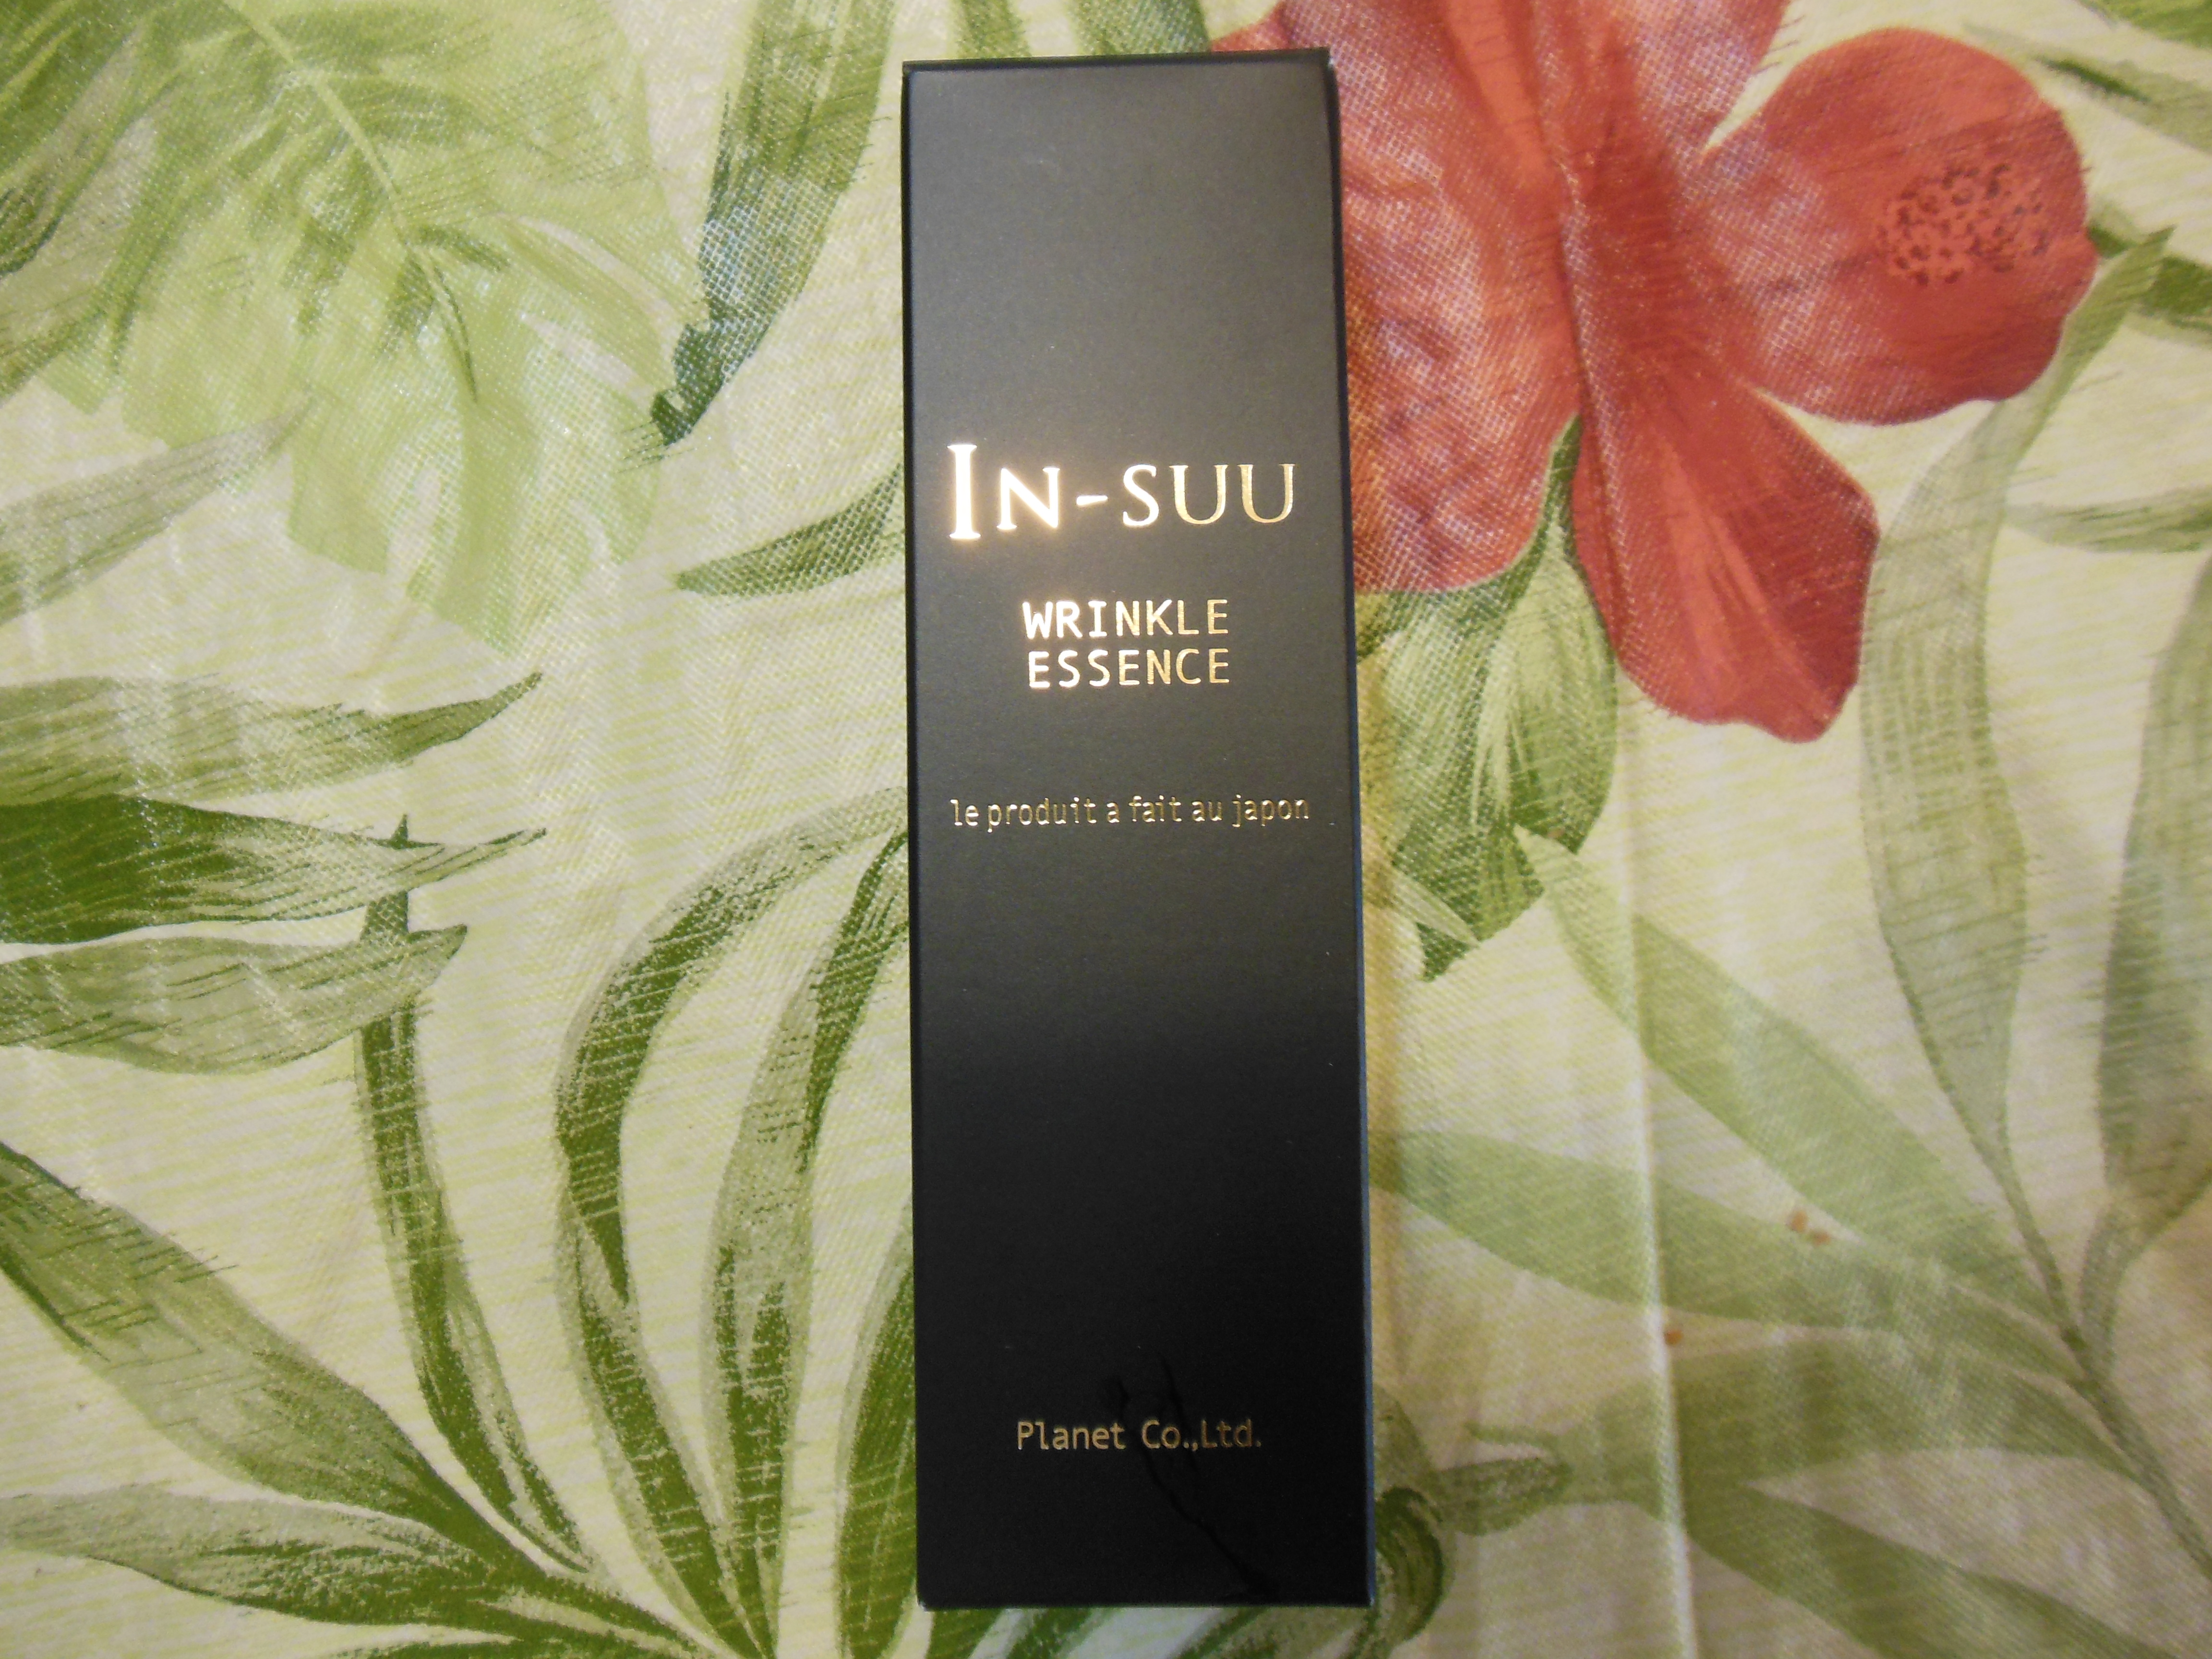 IN-SUU
WRINKLE
ESSENCE
le produit a fait au japon
Planet Co.,Ltd.